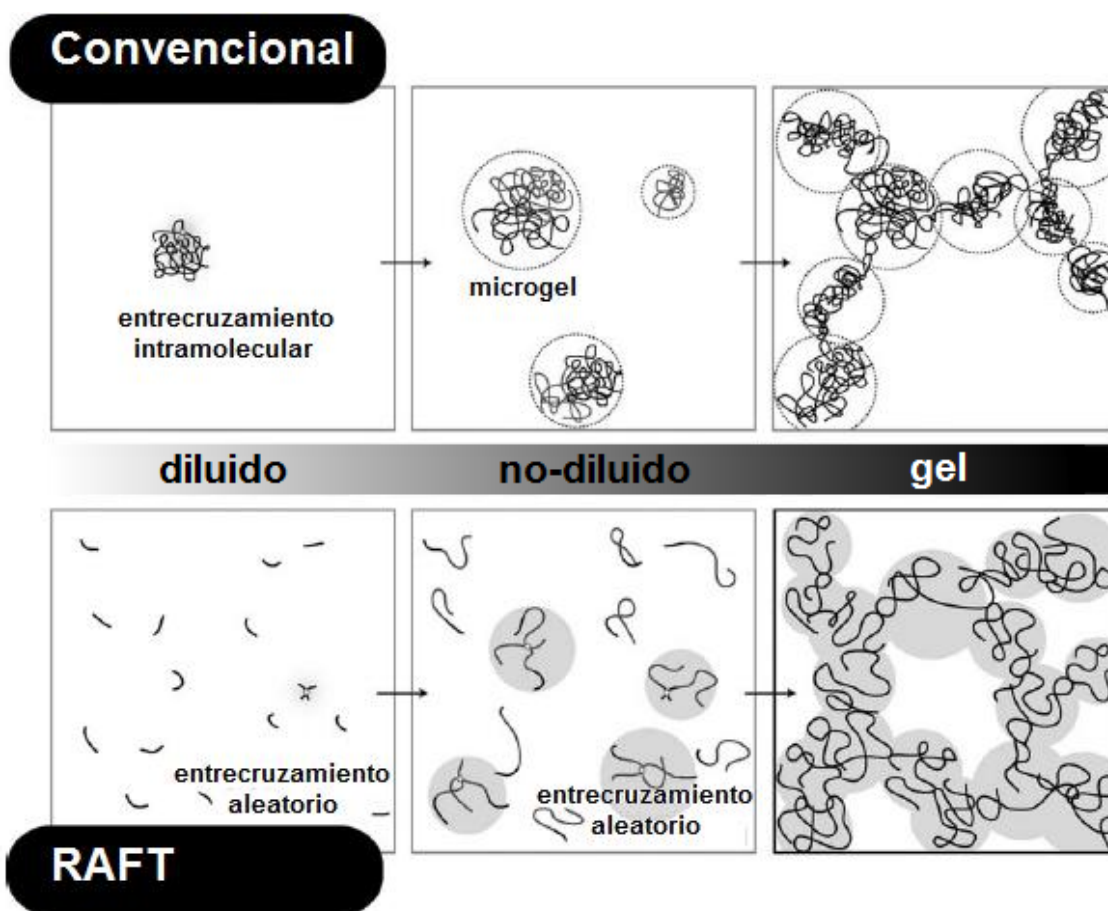 Convencional
entrecruzamiento
intramolecular
microgel
diluido
no-diluido
gel
entrecruzamiento
aleatorio
entrecruzamiento
aleatorio
RAFT